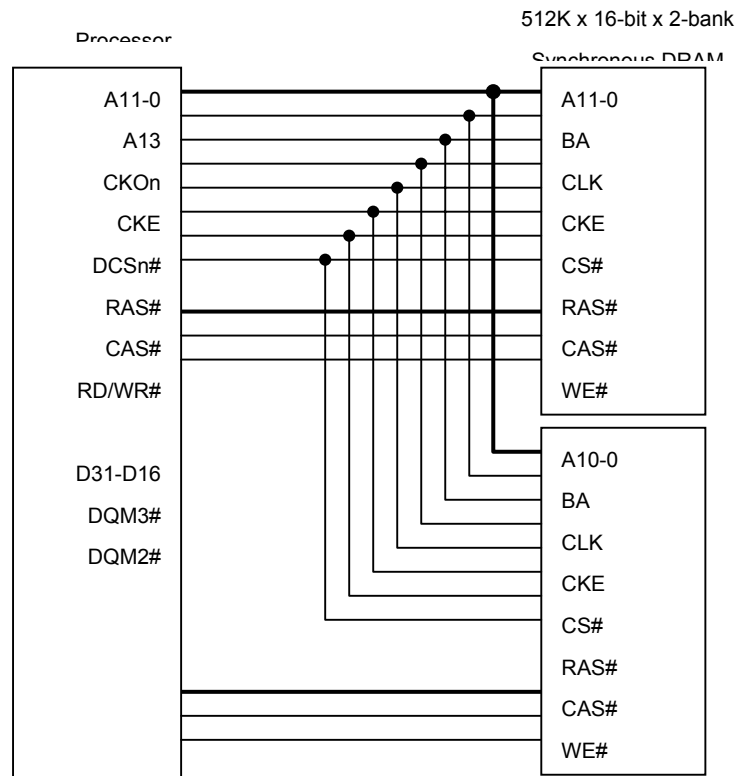 512K x 16-bit x 2-bank
Processor
Synchronous DRAM
A11-0
A13
CKOn
CKE
DCSn#
RAS#
CAS#
RD/WR#
D31-D16
DQM3#
DQM2#
A11-0
BA
CLK
CKE
CS#
RAS#
CAS#
WE#
A10-0
BA
CLK
CKE
CS#
RAS#
CAS#
WE#